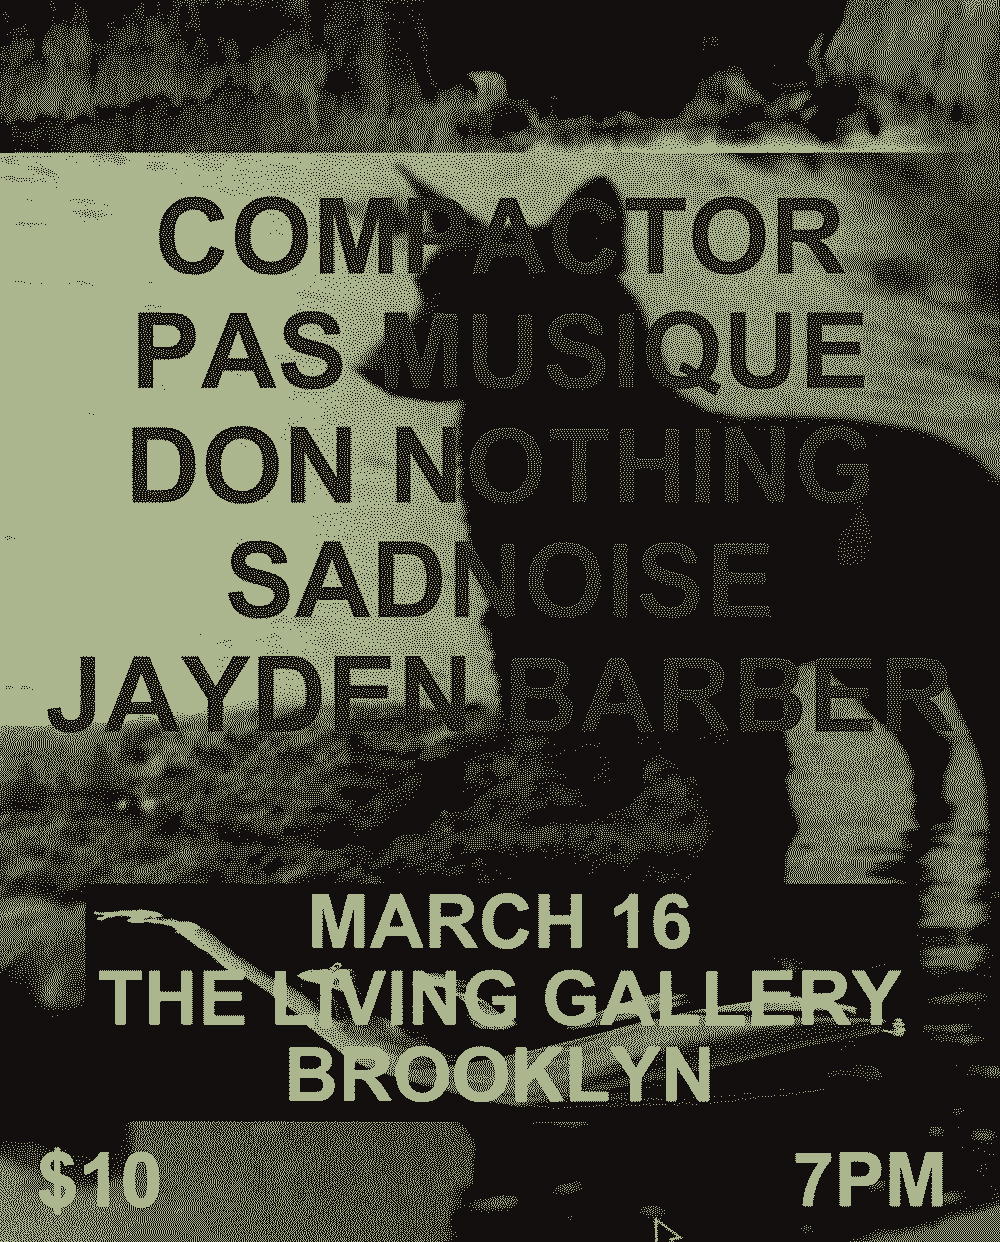 COMPACTOR
PAS MUSIQUE
DON NOTHING
SADNOISE
JAYDEN BARBER
MARCH 16
THE LIVING GALLERY
BROOKLYN
$10
7PM